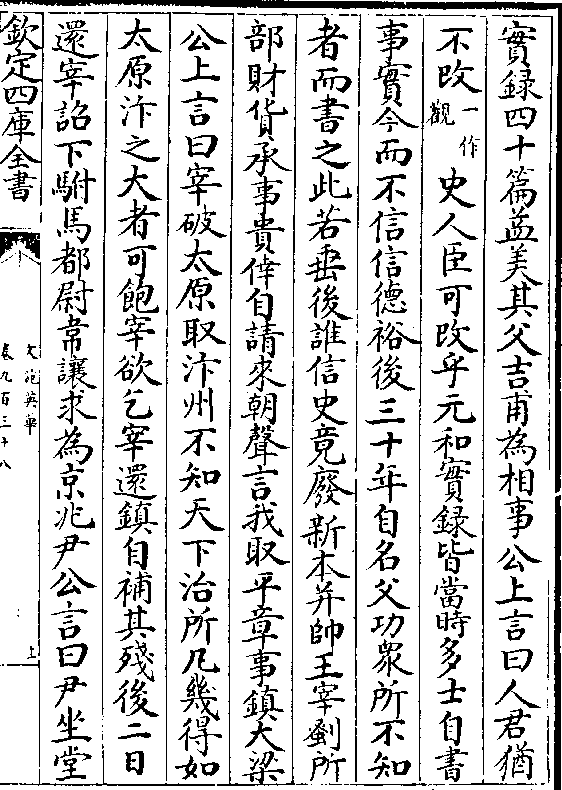 實録四十篇益美其父吉甫為相事公上言曰人君猶
不改一作觀史人臣可改乎元和實録皆當時多士自書
事實今而不信信德裕後三十年自名父功衆所不知
者而書之此若垂後誰信史竟廢新本并帥王宰剜所
部財貨承事貴倖自請來朝聲言我取平章事鎮大梁
公上言曰宰破太原取汴州不知天下治所凡幾得如
太原汴之大者可飽宰欲乞宰還鎮自補其殘後二日
還宰詔下駙馬都尉韋讓求為京兆尹公言曰尹坐堂
欽定四庫全書
文苑英華
卷九百三十八
上